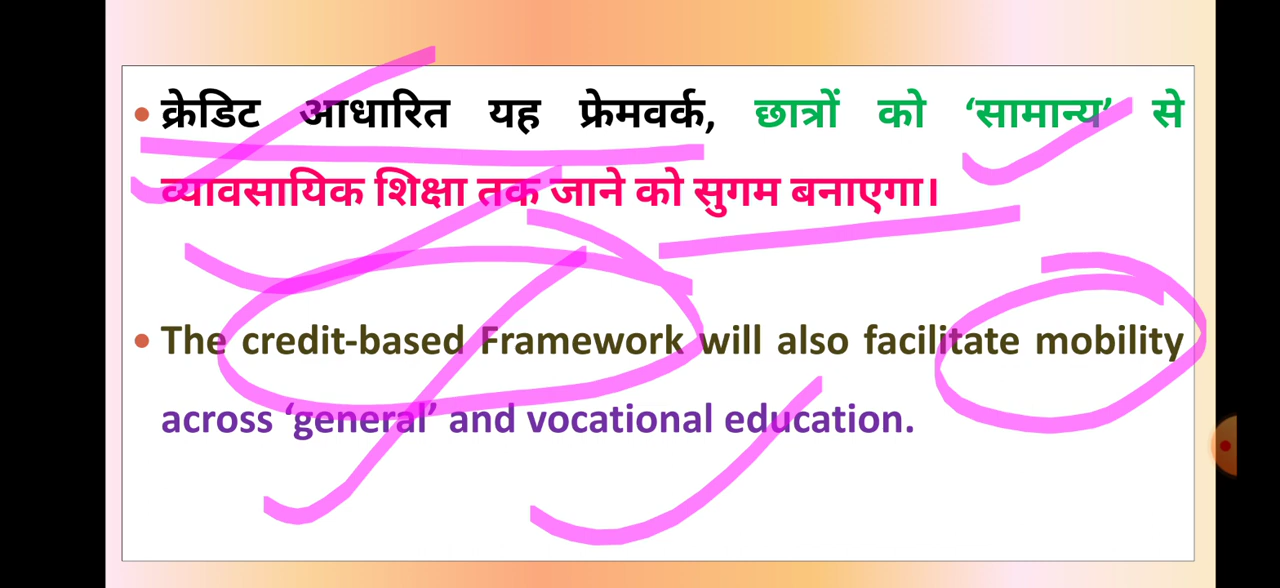 • क्रेडिट आधारित यह फ्रेमवर्क, छात्रों को ‘सामान्य’ से
व्यावसायिक शिक्षा तक जाने को सुगम बनाएगा।
• The credit-based Framework will also facilitate mobility
across ‘general’ and vocational education.